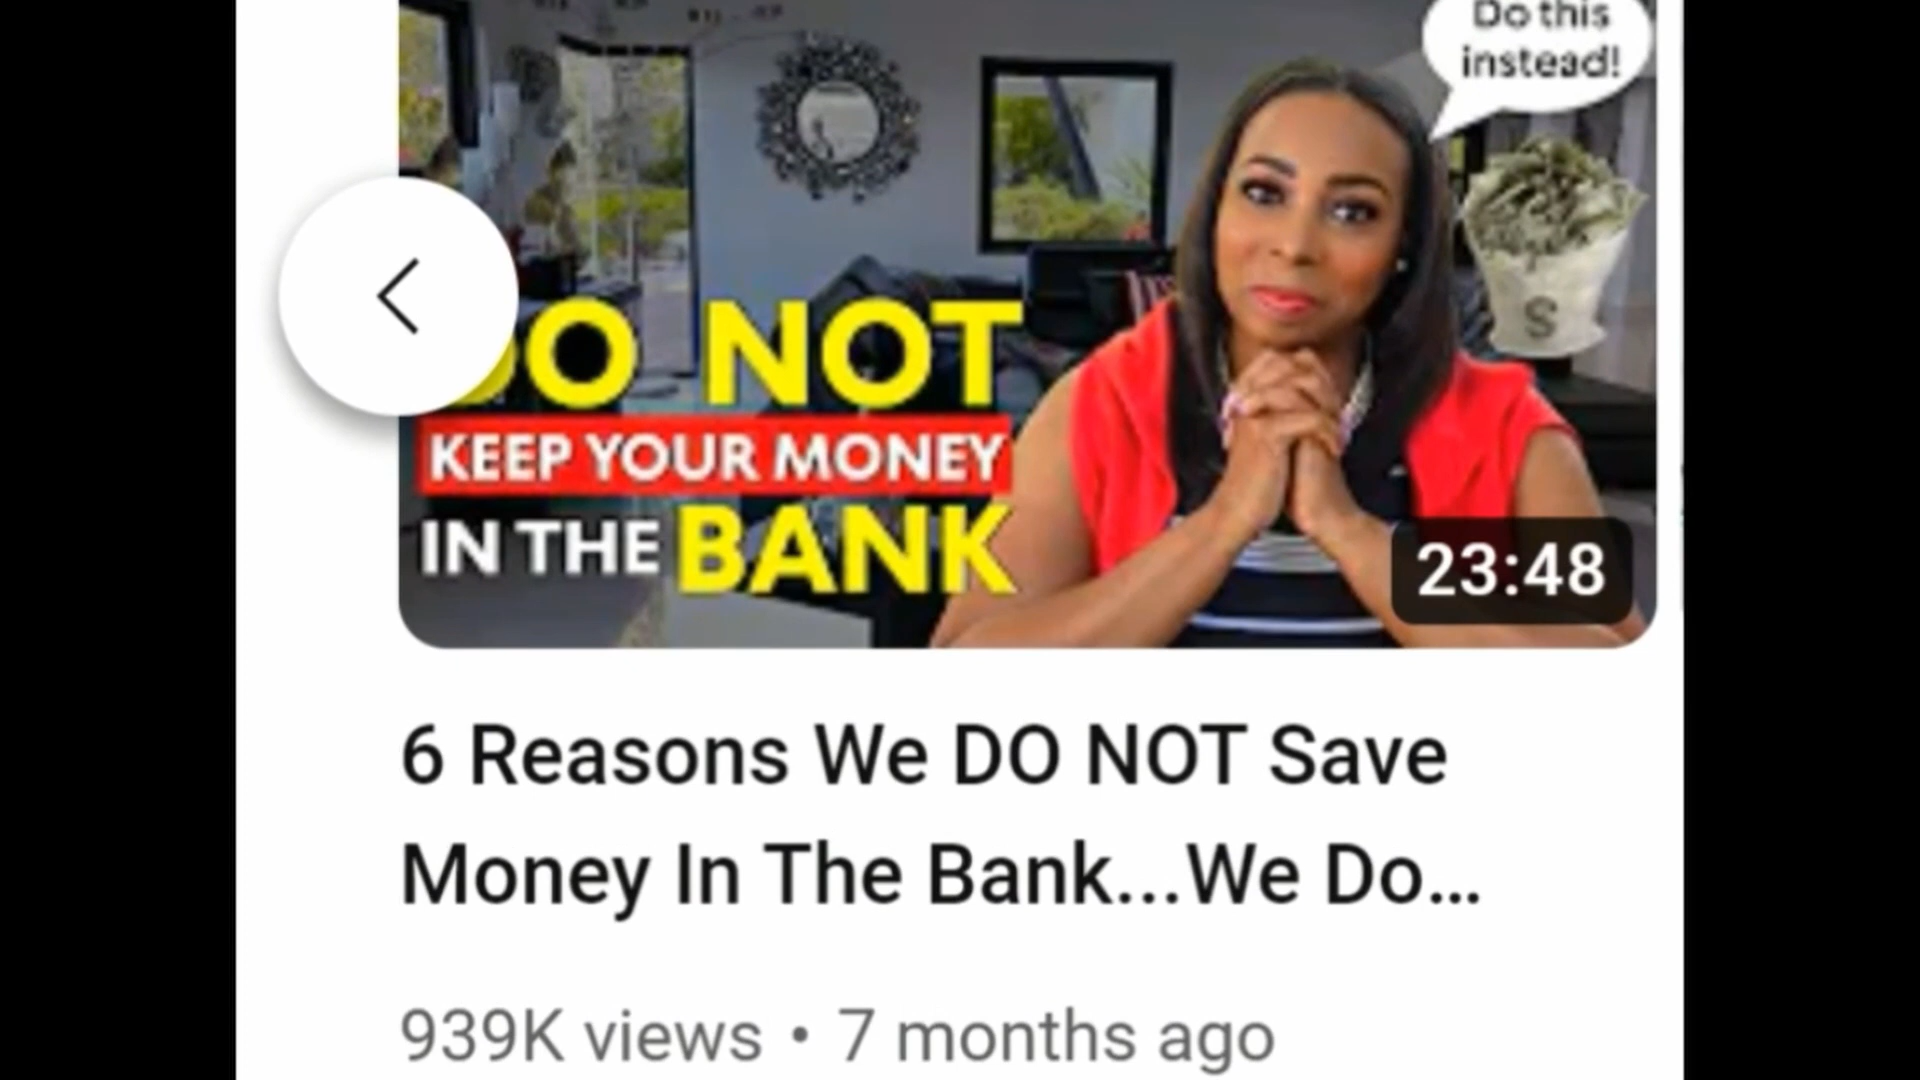 Do this
instead!
DO NOT
KEEP YOUR MONEY
IN THE BANK
$
23:48
6 Reasons We DO NOT Save
Money In The Bank...We Do...
939K views • 7 months ago